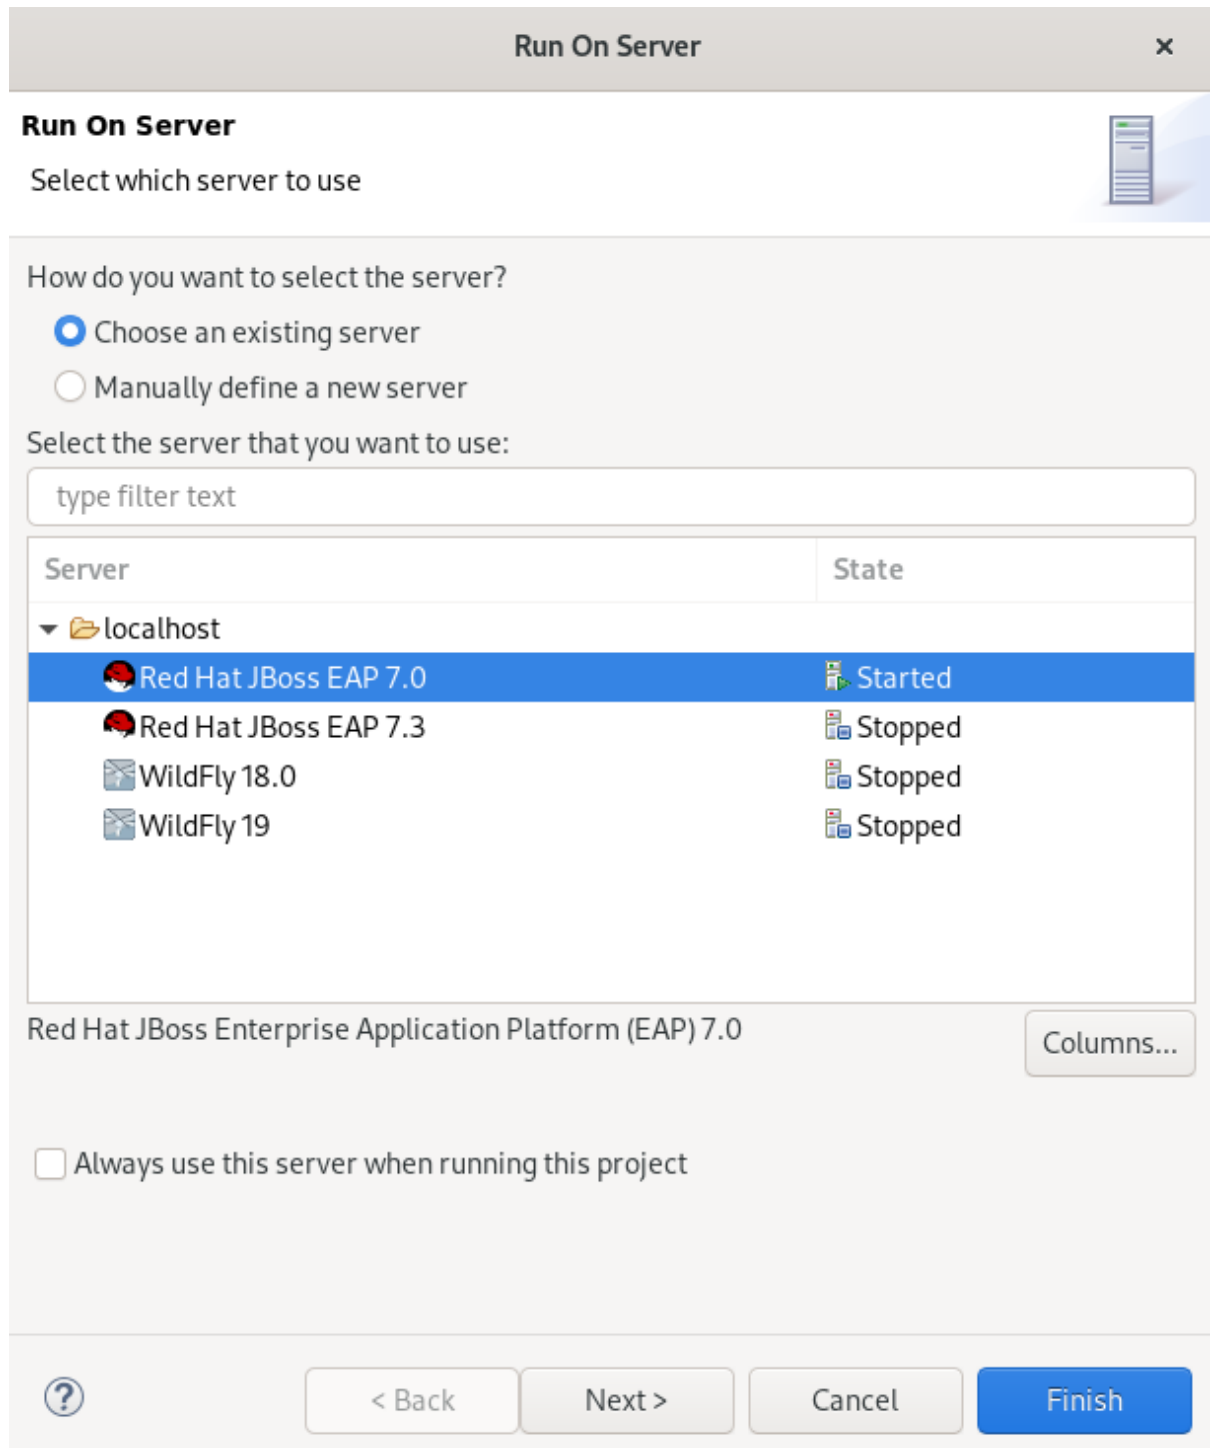 Run On Server ×
Run On Server
Select which server to use
How do you want to select the server?
Choose an existing server
Manually define a new server
Select the server that you want to use:
type filter text
Server State
localhost
Red Hat JBoss EAP 7.0 Started
Red Hat JBoss EAP 7.3 Stopped
WildFly 18.0 Stopped
WildFly 19 Stopped
Red Hat JBoss Enterprise Application Platform (EAP) 7.0
Columns...
Always use this server when running this project
? < Back Next > Cancel Finish